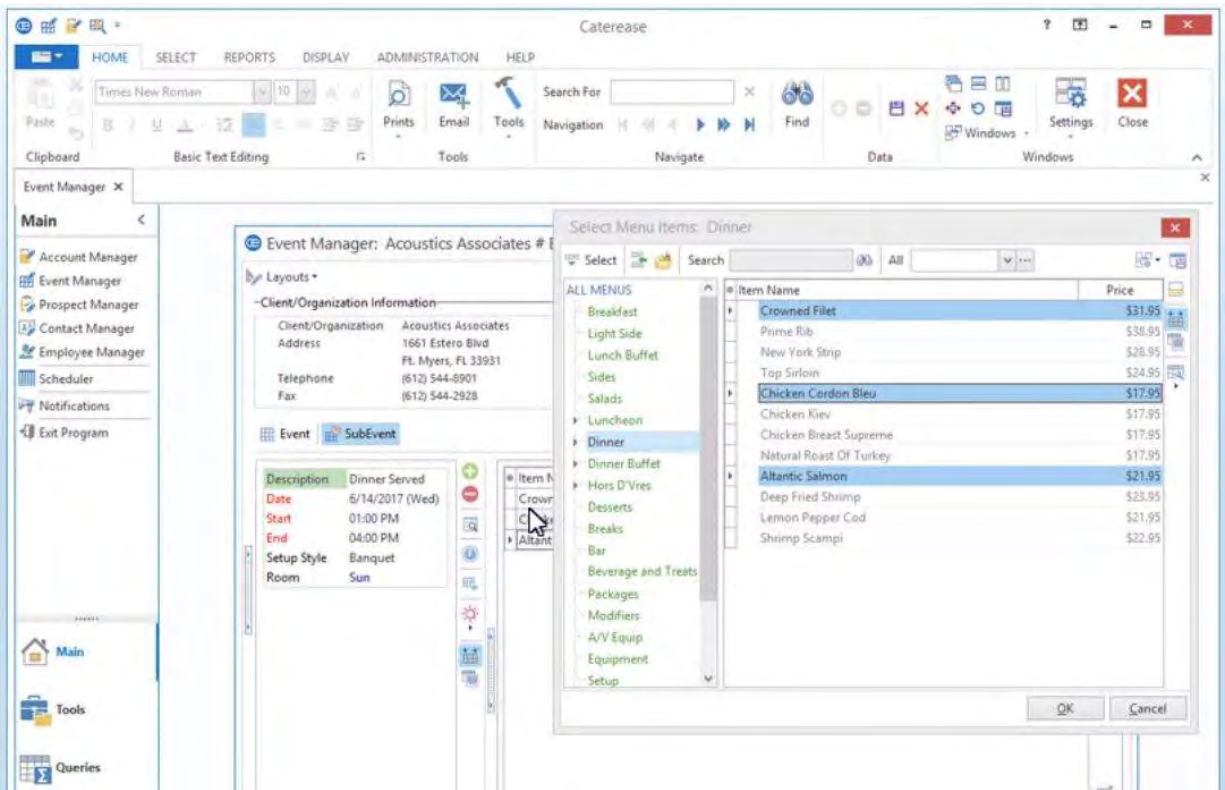 Caterease
HOME SELECT REPORTS DISPLAY ADMINISTRATION HELP
Times New Roman 10
Search For
Paste
B I U A
Prints Email Tools
Navigation
Find
Windows
Settings
Close
Clipboard Basic Text Editing Tools Navigate Data Windows
Event Manager
Main
Account Manager
Event Manager
Prospect Manager
Contact Manager
Employee Manager
Scheduler
Notifications
Exit Program
Main
Tools
Queries
Event Manager: Acoustics Associates #
Layouts
Client/Organization Information
Client/Organization Acoustics Associates
Address 1661 Estero Blvd
Ft. Myers, FL 33931
Telephone (612) 544-8901
Fax (612) 544-2928
Event SubEvent
Description Dinner Served
Date 6/14/2017 (Wed)
Start 01:00 PM
End 04:00 PM
Setup Style Banquet
Room Sun
Item N
Crown
Altant
Select Menu Items: Dinner
Select Search All
ALL MENUS
Breakfast
Light Side
Lunch Buffet
Sides
Salads
Luncheon
Dinner
Dinner Buffet
Hors D'Vres
Desserts
Breaks
Bar
Beverage and Treats
Packages
Modifiers
A/V Equip
Equipment
Setup
Item Name Price
Crowned Filet $31.95
Prime Rib $38.95
New York Strip $28.95
Top Sirloin $24.95
Chicken Cordon Bleu $17.95
Chicken Kiev $17.95
Chicken Breast Supreme $17.95
Natural Roast Of Turkey $17.95
Altantic Salmon $21.95
Deep Fried Shrimp $23.95
Lemon Pepper Cod $21.95
Shrimp Scampi $22.95
OK Cancel